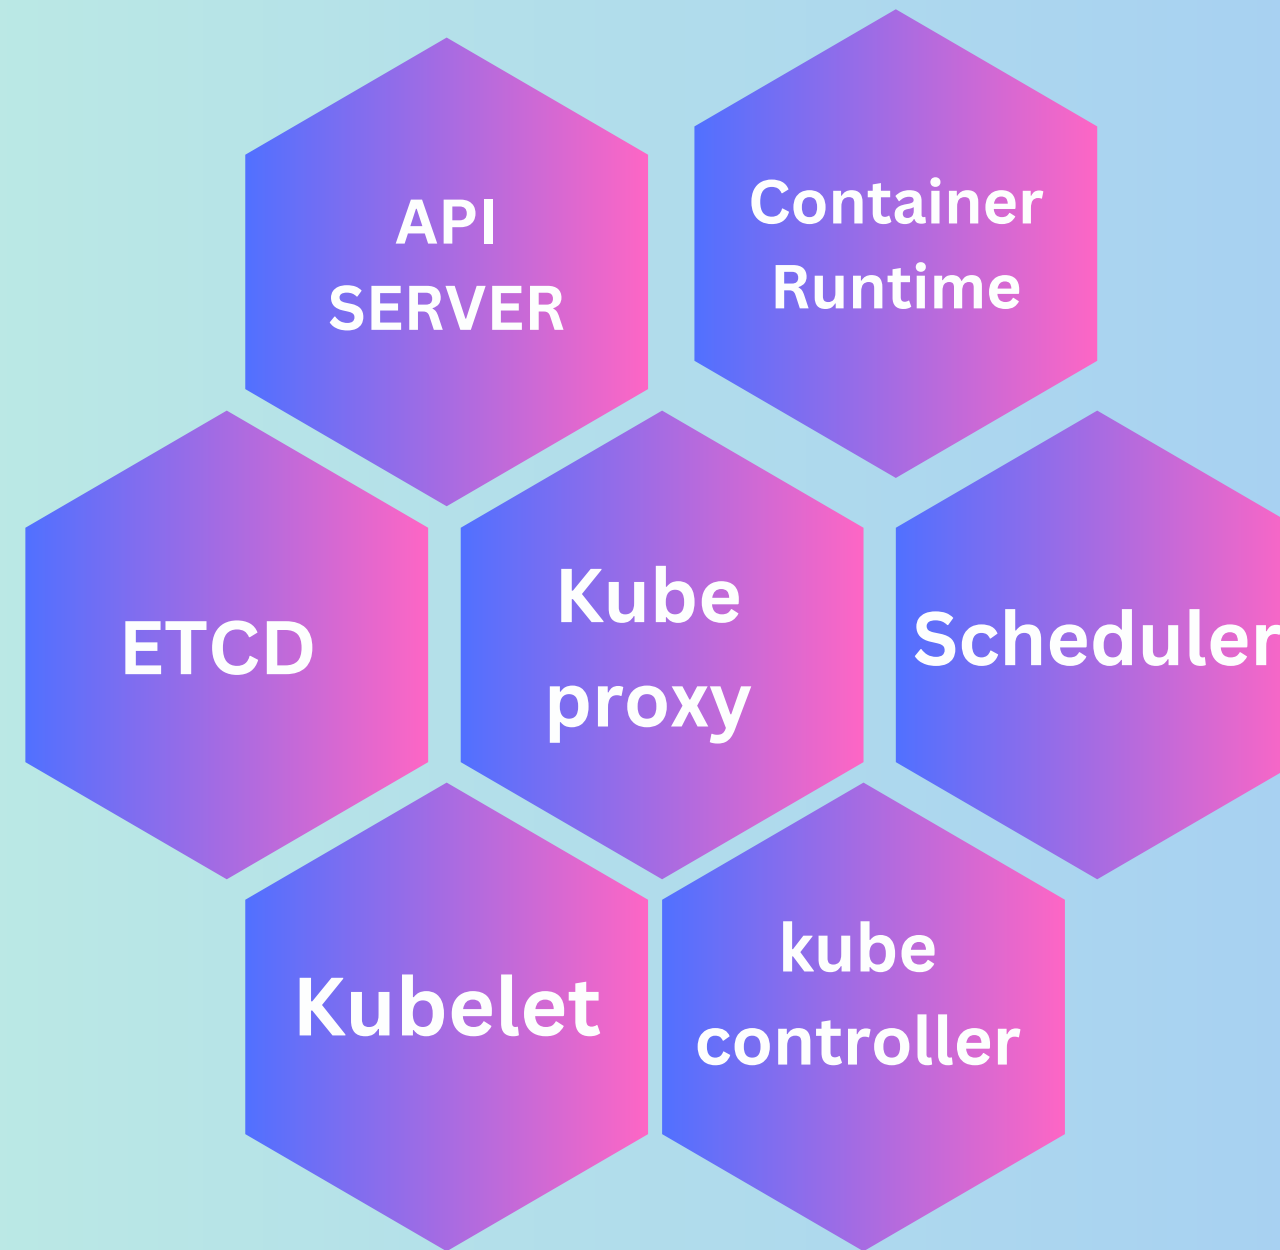 API
SERVER
Container
Runtime
ETCD
Kube
proxy
Scheduler
Kubelet
kube
controller